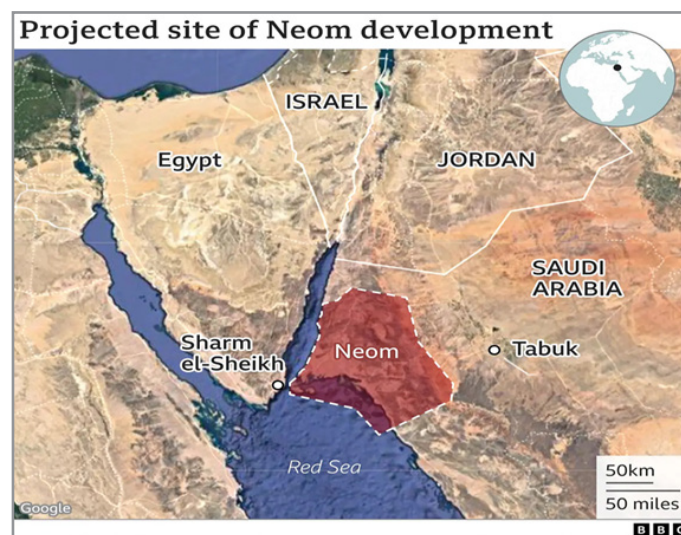 Projected site of Neom development
ISRAEL
Egypt
JORDAN
SAUDI
ARABIA
Sharm
el-Sheikh
Neom
Tabuk
Red Sea
50km
50 miles
Google
BBC